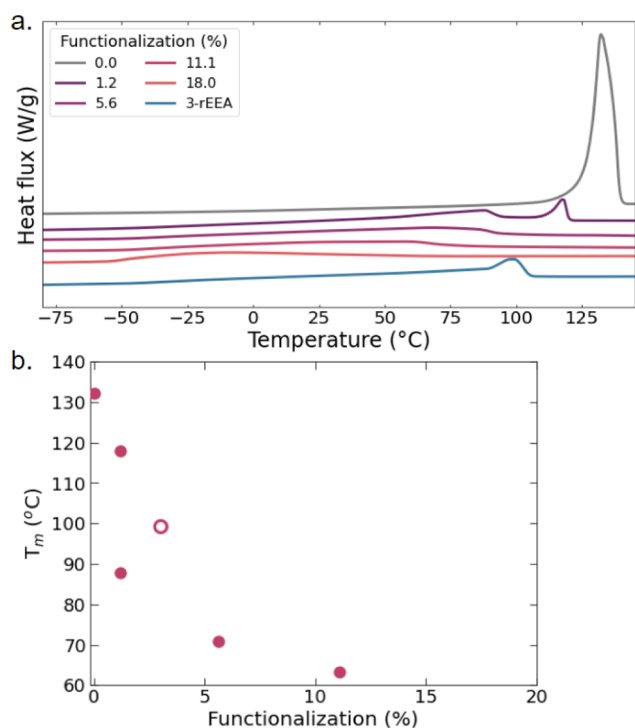 a.
Functionalization (%)
0.0 11.1
1.2 18.0
5.6 3-rEEA
Heat flux (W/g)
−75 −50 −25 0 25 50 75 100 125
Temperature (°C)
b.
140
130
120
110
100
90
80
70
60
T_m (°C)
0 5 10 15 20
Functionalization (%)